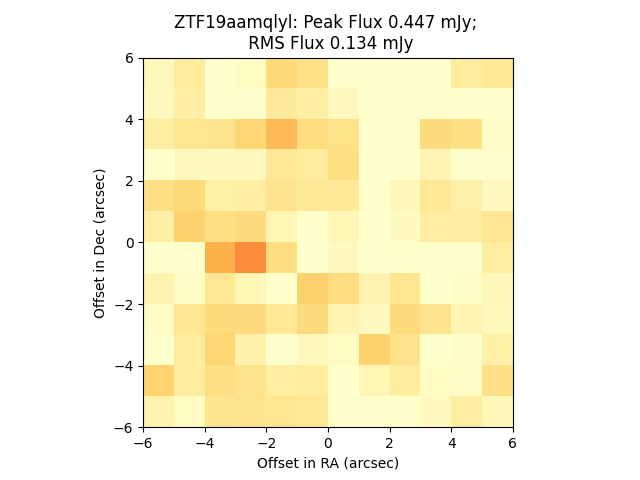 ZTF19aamqlyl: Peak Flux 0.447 mJy;
RMS Flux 0.134 mJy
6
4
2
0
−2
−4
−6
Offset in Dec (arcsec)
−6 −4 −2 0 2 4 6
Offset in RA (arcsec)